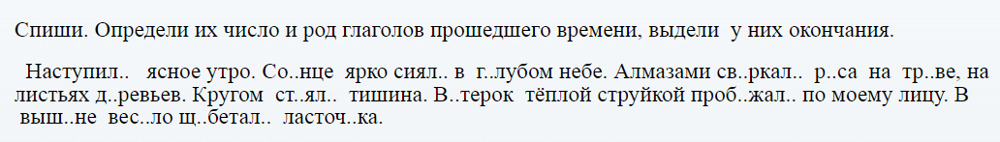 Спиши. Определи их число и род глаголов прошедшего времени, выдели у них окончания.
Наступил.. ясное утро. Со..нце ярко сиял.. в г..лубом небе. Алмазами св..ркал.. р..са на тр..ве, на
листьях д..ревьев. Кругом ст..ял.. тишина. В..терок тёплой струйкой проб..жал.. по моему лицу. В
выш..не вес..ло щ..бетал.. ласточ..ка.